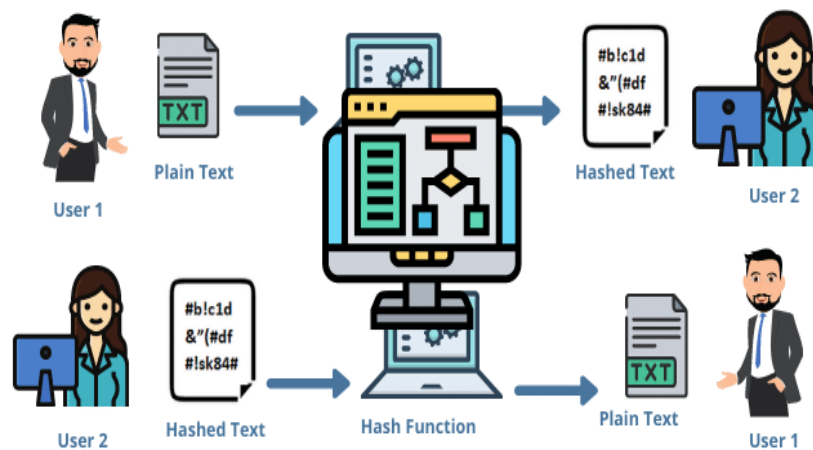 TXT
#b!c1d
&”(#df
#!sk84#
Plain Text
Hashed Text
User 1
User 2
#b!c1d
&”(#df
#!sk84#
TXT
Hashed Text
Hash Function
Plain Text
User 2
User 1